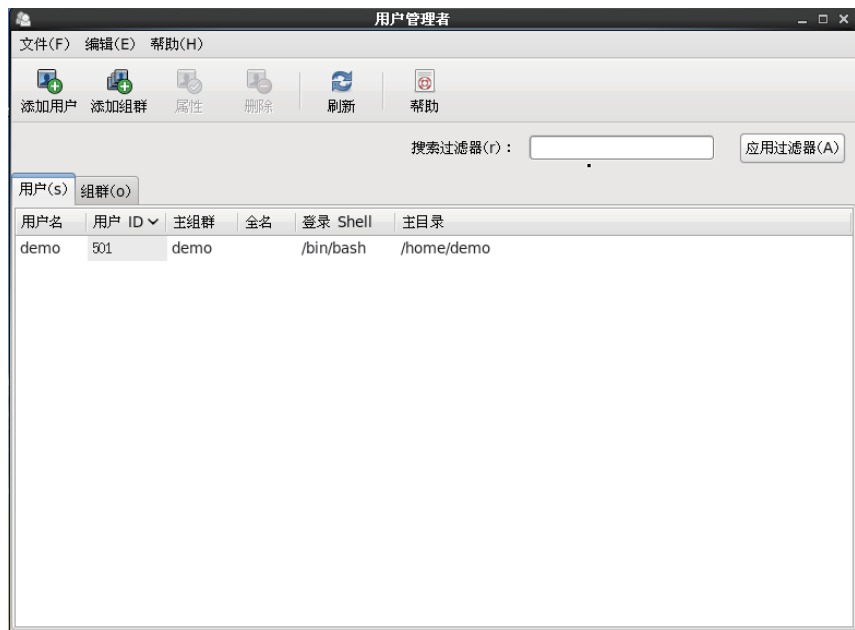 用户管理者
文件(F) 编辑(E) 帮助(H)
添加用户 添加组群 属性 删除 刷新 帮助
搜索过滤器(r)： 应用过滤器(A)
用户(s) 组群(o)
用户名 用户 ID 主组群 全名 登录 Shell 主目录
demo 501 demo /bin/bash /home/demo